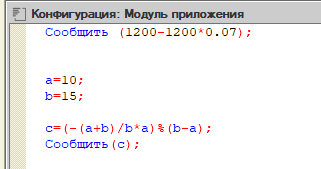 Конфигурация: Модуль приложения
Сообщить (1200-1200*0.07);
a=10;
b=15;
c=(-(a+b)/b*a)%(b-a);
Сообщить(c);